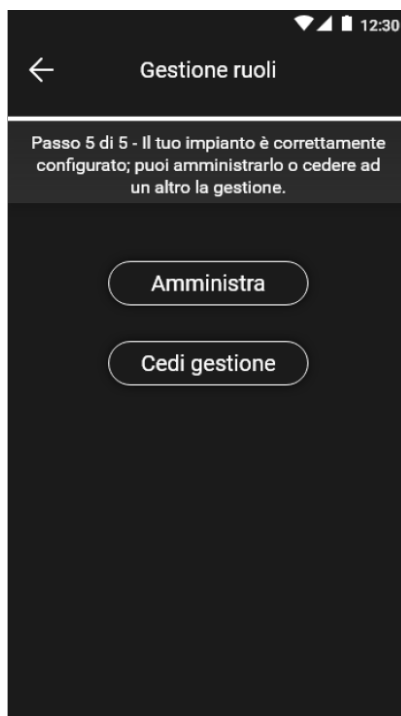 12:30
Gestione ruoli
Passo 5 di 5 - Il tuo impianto è correttamente
configurato; puoi amministrarlo o cedere ad
un altro la gestione.
Amministra
Cedi gestione